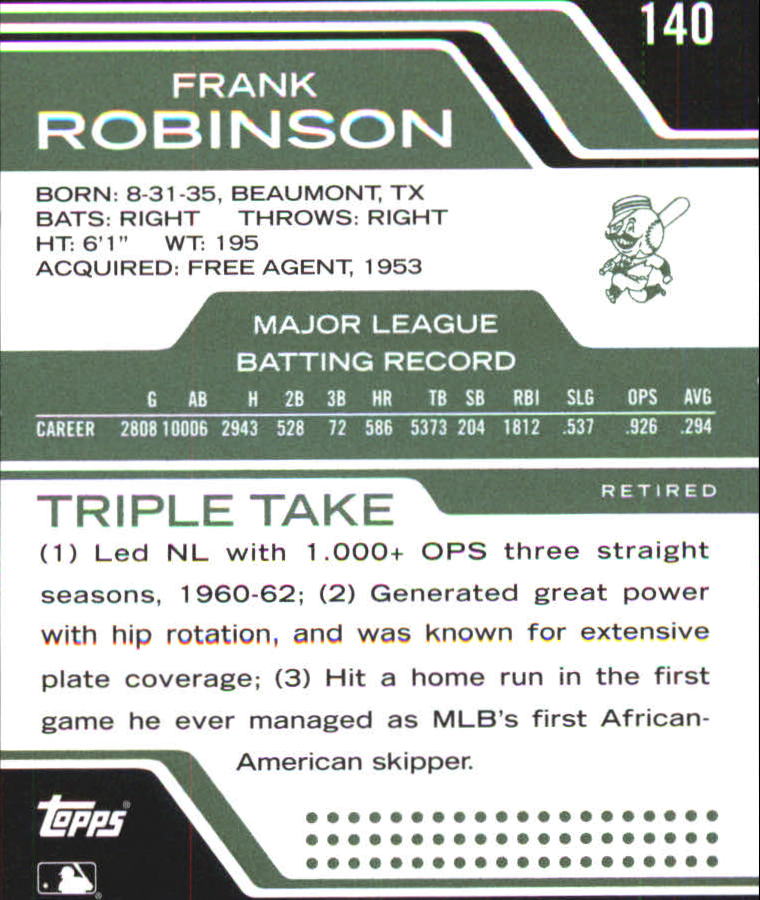 140
FRANK
ROBINSON
BORN: 8-31-35, BEAUMONT, TX
BATS: RIGHT THROWS: RIGHT
HT: 6'1" WT: 195
ACQUIRED: FREE AGENT, 1953
MAJOR LEAGUE
BATTING RECORD
G AB H 2B 3B HR TB SB RBI SLG OPS AVG
CAREER 2808 10006 2943 528 72 586 5373 204 1812 .537 .926 .294
RETIRED
TRIPLE TAKE
(1) Led NL with 1.000+ OPS three straight
seasons, 1960-62; (2) Generated great power
with hip rotation, and was known for extensive
plate coverage; (3) Hit a home run in the first
game he ever managed as MLB's first African-
American skipper.
Topps®